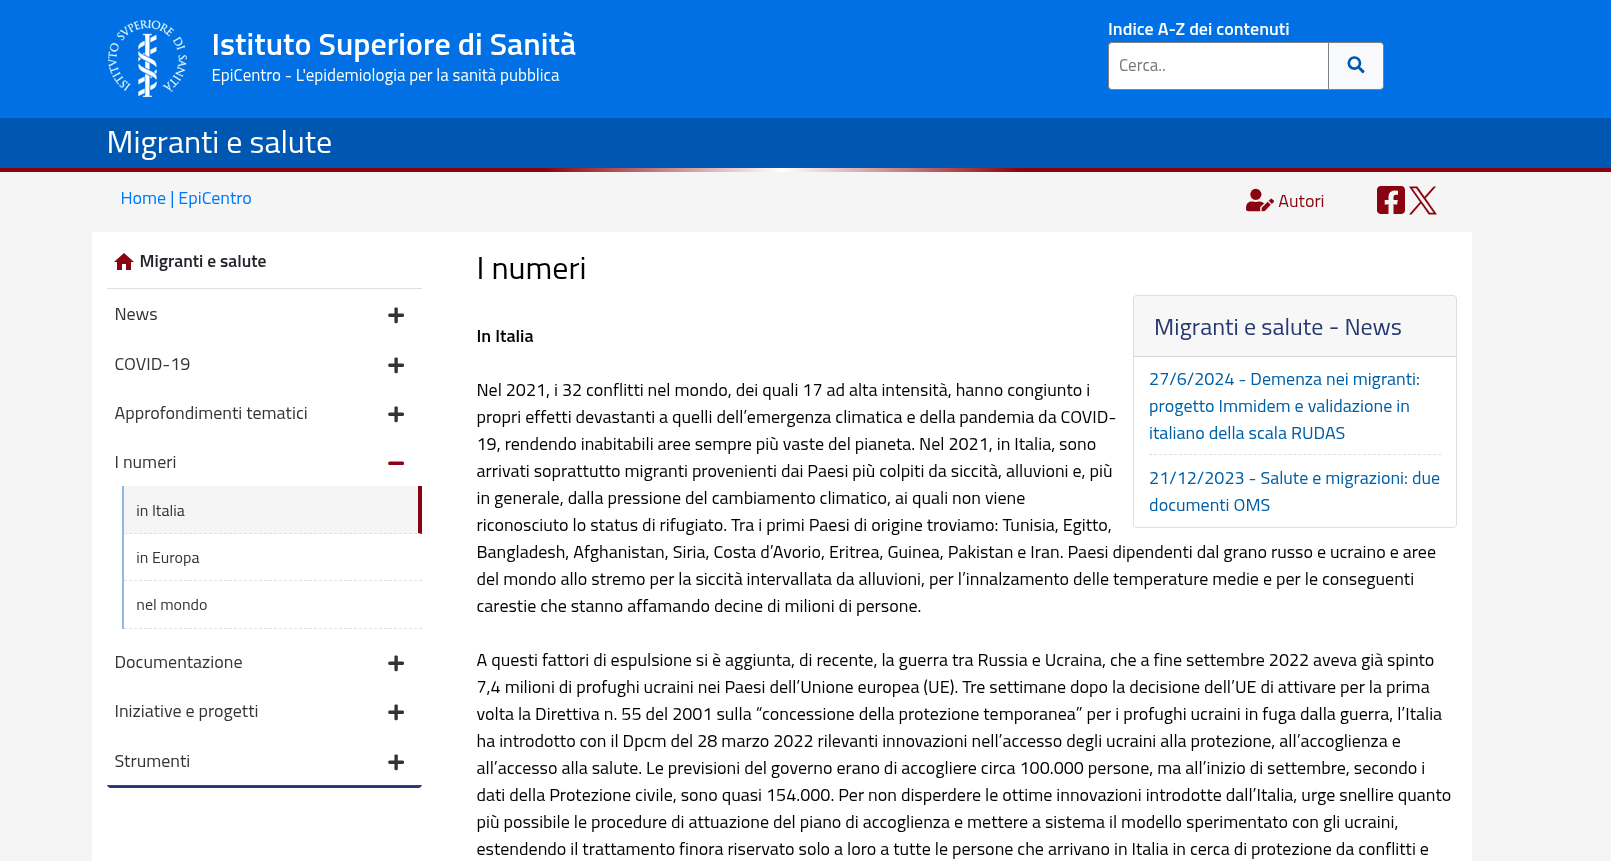 ISTITUTO SUPERIORE DI SANITÀ
Istituto Superiore di Sanità
EpiCentro - L'epidemiologia per la sanità pubblica
Indice A-Z dei contenuti
Cerca..
Migranti e salute
Home | EpiCentro
Autori
Migranti e salute
News
COVID-19
Approfondimenti tematici
I numeri
in Italia
in Europa
nel mondo
Documentazione
Iniziative e progetti
Strumenti
I numeri
In Italia
Nel 2021, i 32 conflitti nel mondo, dei quali 17 ad alta intensità, hanno congiunto i
propri effetti devastanti a quelli dell’emergenza climatica e della pandemia da COVID-
19, rendendo inabitabili aree sempre più vaste del pianeta. Nel 2021, in Italia, sono
arrivati soprattutto migranti provenienti dai Paesi più colpiti da siccità, alluvioni e, più
in generale, dalla pressione del cambiamento climatico, ai quali non viene
riconosciuto lo status di rifugiato. Tra i primi Paesi di origine troviamo: Tunisia, Egitto,
Bangladesh, Afghanistan, Siria, Costa d’Avorio, Eritrea, Guinea, Pakistan e Iran. Paesi dipendenti dal grano russo e ucraino e aree
del mondo allo stremo per la siccità intervallata da alluvioni, per l’innalzamento delle temperature medie e per le conseguenti
carestie che stanno affamando decine di milioni di persone.
A questi fattori di espulsione si è aggiunta, di recente, la guerra tra Russia e Ucraina, che a fine settembre 2022 aveva già spinto
7,4 milioni di profughi ucraini nei Paesi dell’Unione europea (UE). Tre settimane dopo la decisione dell’UE di attivare per la prima
volta la Direttiva n. 55 del 2001 sulla “concessione della protezione temporanea” per i profughi ucraini in fuga dalla guerra, l’Italia
ha introdotto con il Dpcm del 28 marzo 2022 rilevanti innovazioni nell’accesso degli ucraini alla protezione, all’accoglienza e
all’accesso alla salute. Le previsioni del governo erano di accogliere circa 100.000 persone, ma all’inizio di settembre, secondo i
dati della Protezione civile, sono quasi 154.000. Per non disperdere le ottime innovazioni introdotte dall’Italia, urge snellire quanto
più possibile le procedure di attuazione del piano di accoglienza e mettere a sistema il modello sperimentato con gli ucraini,
estendendo il trattamento finora riservato solo a loro a tutte le persone che arrivano in Italia in cerca di protezione da conflitti e
Migranti e salute - News
27/6/2024 - Demenza nei migranti:
progetto Immidem e validazione in
italiano della scala RUDAS
21/12/2023 - Salute e migrazioni: due
documenti OMS